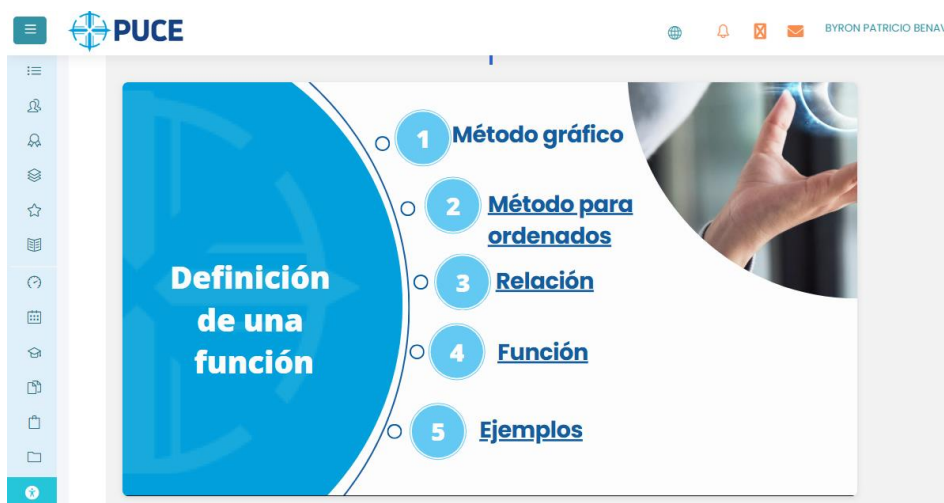 PUCE
BYRON PATRICIO BENAV
Definición
de una
función
1 Método gráfico
2 Método para
ordenados
3 Relación
4 Función
5 Ejemplos